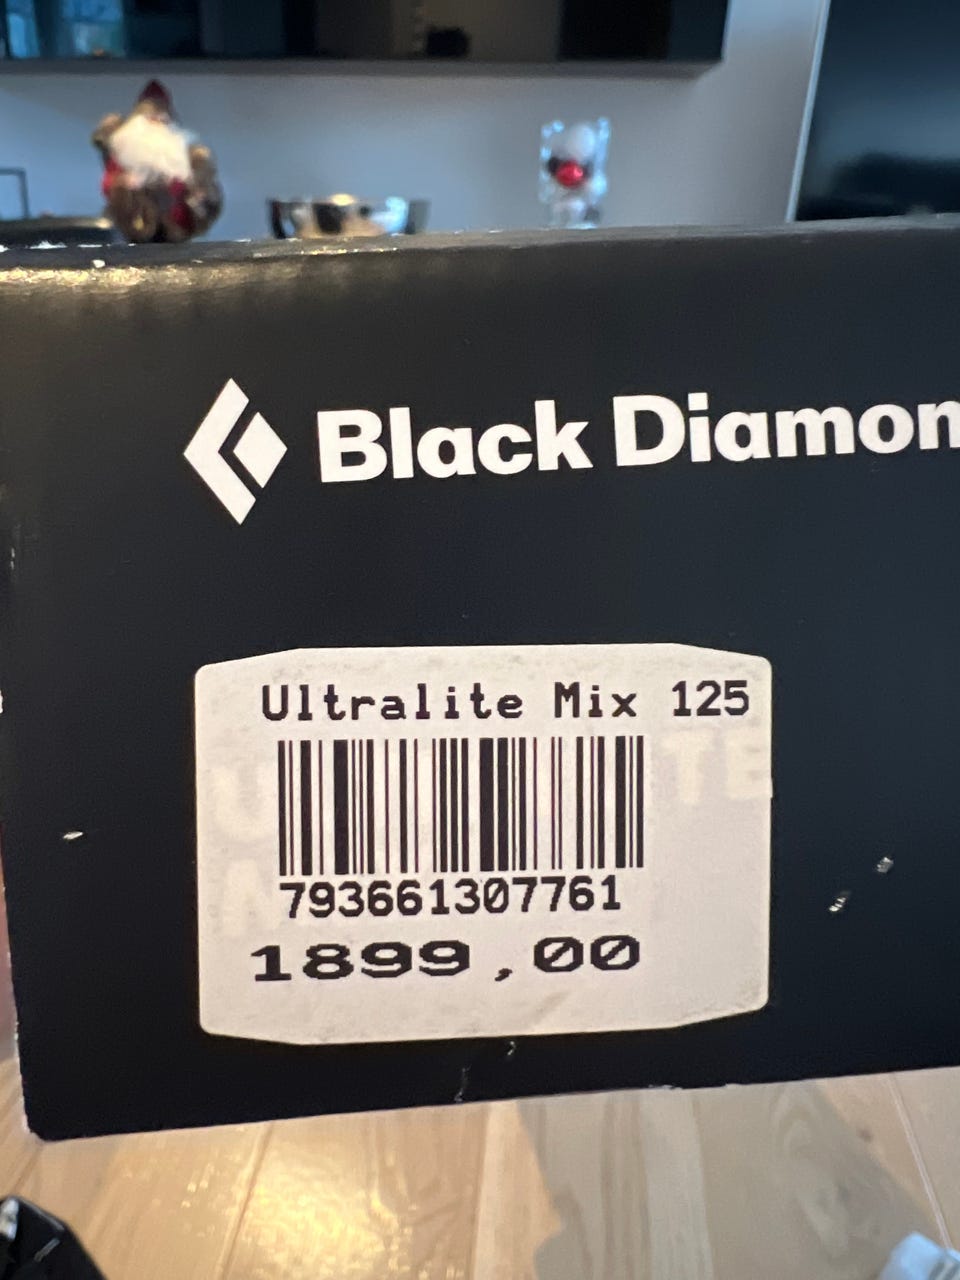 Black Diamon
Ultralite Mix 125
793661307761
1899,00